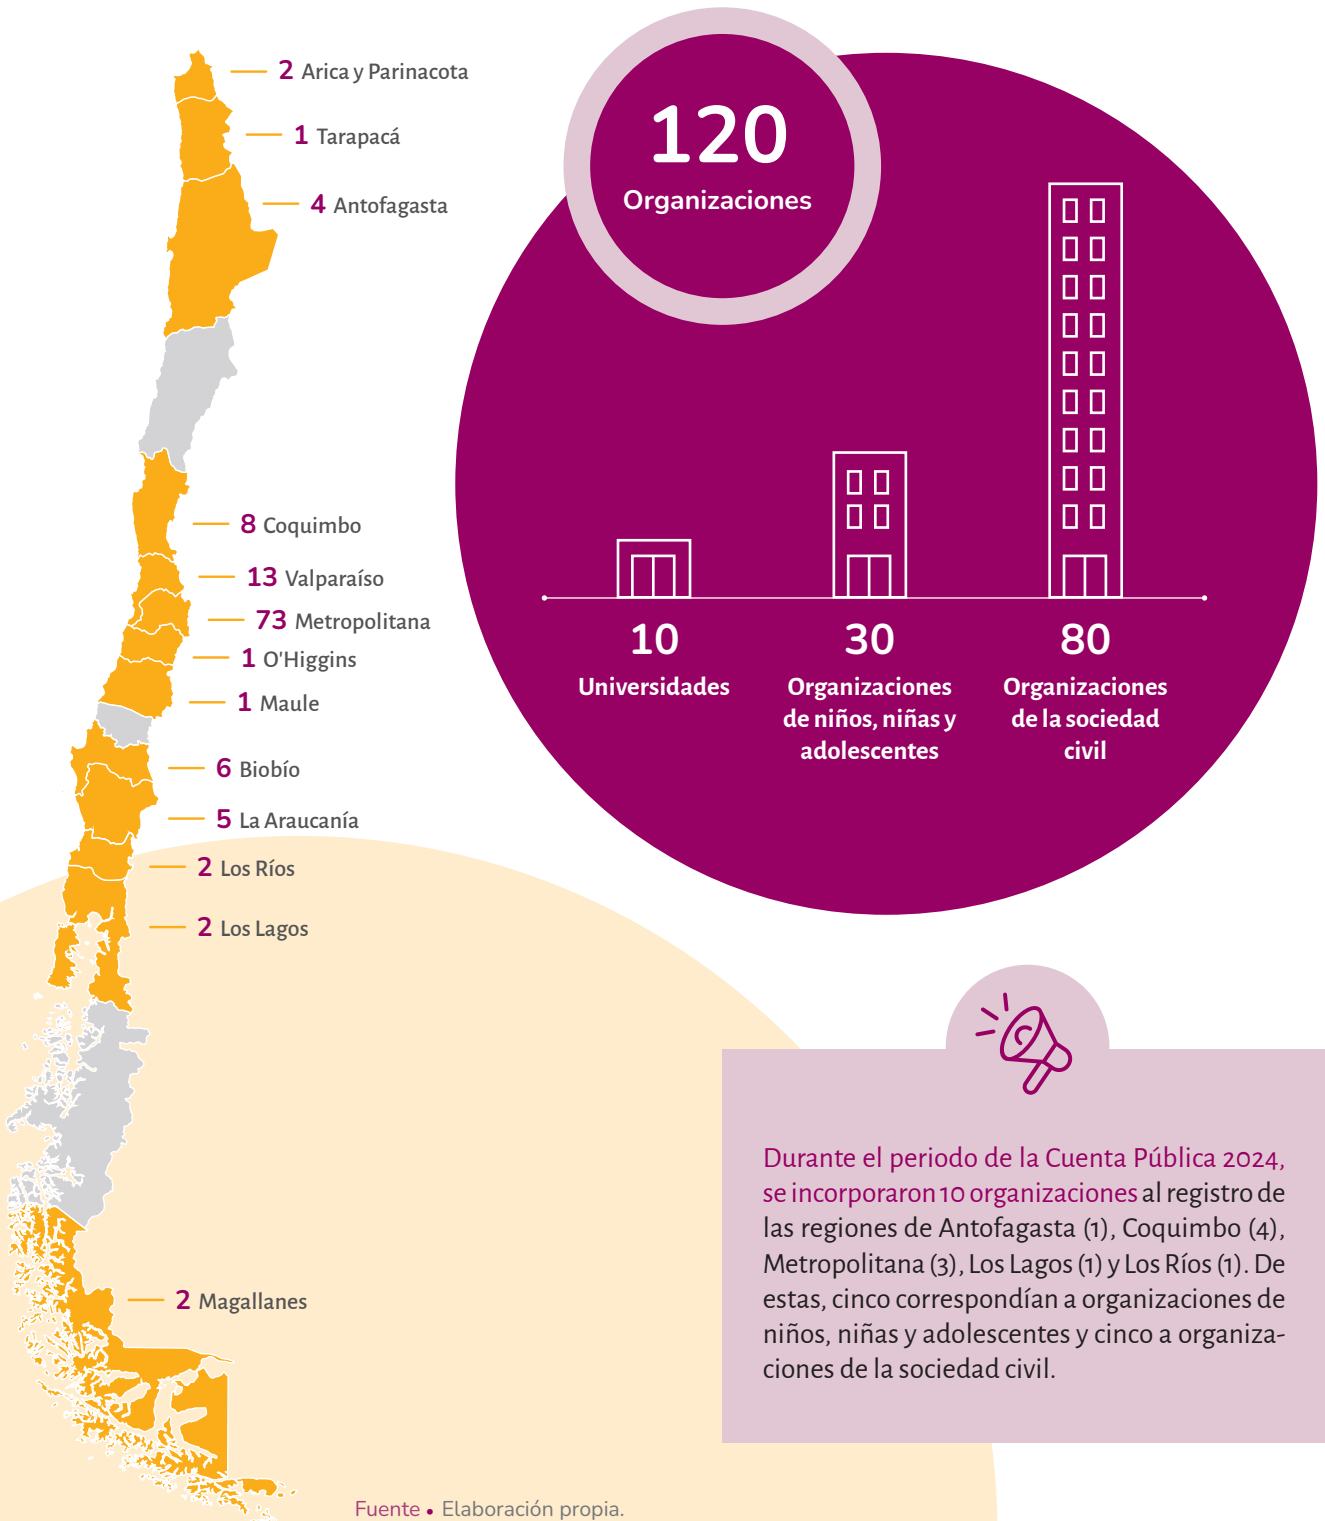 2 Arica y Parinacota
1 Tarapacá
4 Antofagasta
8 Coquimbo
13 Valparaíso
73 Metropolitana
1 O'Higgins
1 Maule
6 Biobío
5 La Araucanía
2 Los Ríos
2 Los Lagos
2 Magallanes
120
Organizaciones
10
Universidades
30
Organizaciones
de niños, niñas y
adolescentes
80
Organizaciones
de la sociedad
civil
Durante el periodo de la Cuenta Pública 2024,
se incorporaron 10 organizaciones al registro de
las regiones de Antofagasta (1), Coquimbo (4),
Metropolitana (3), Los Lagos (1) y Los Ríos (1). De
estas, cinco correspondían a organizaciones de
niños, niñas y adolescentes y cinco a organiza-
ciones de la sociedad civil.
Fuente • Elaboración propia.